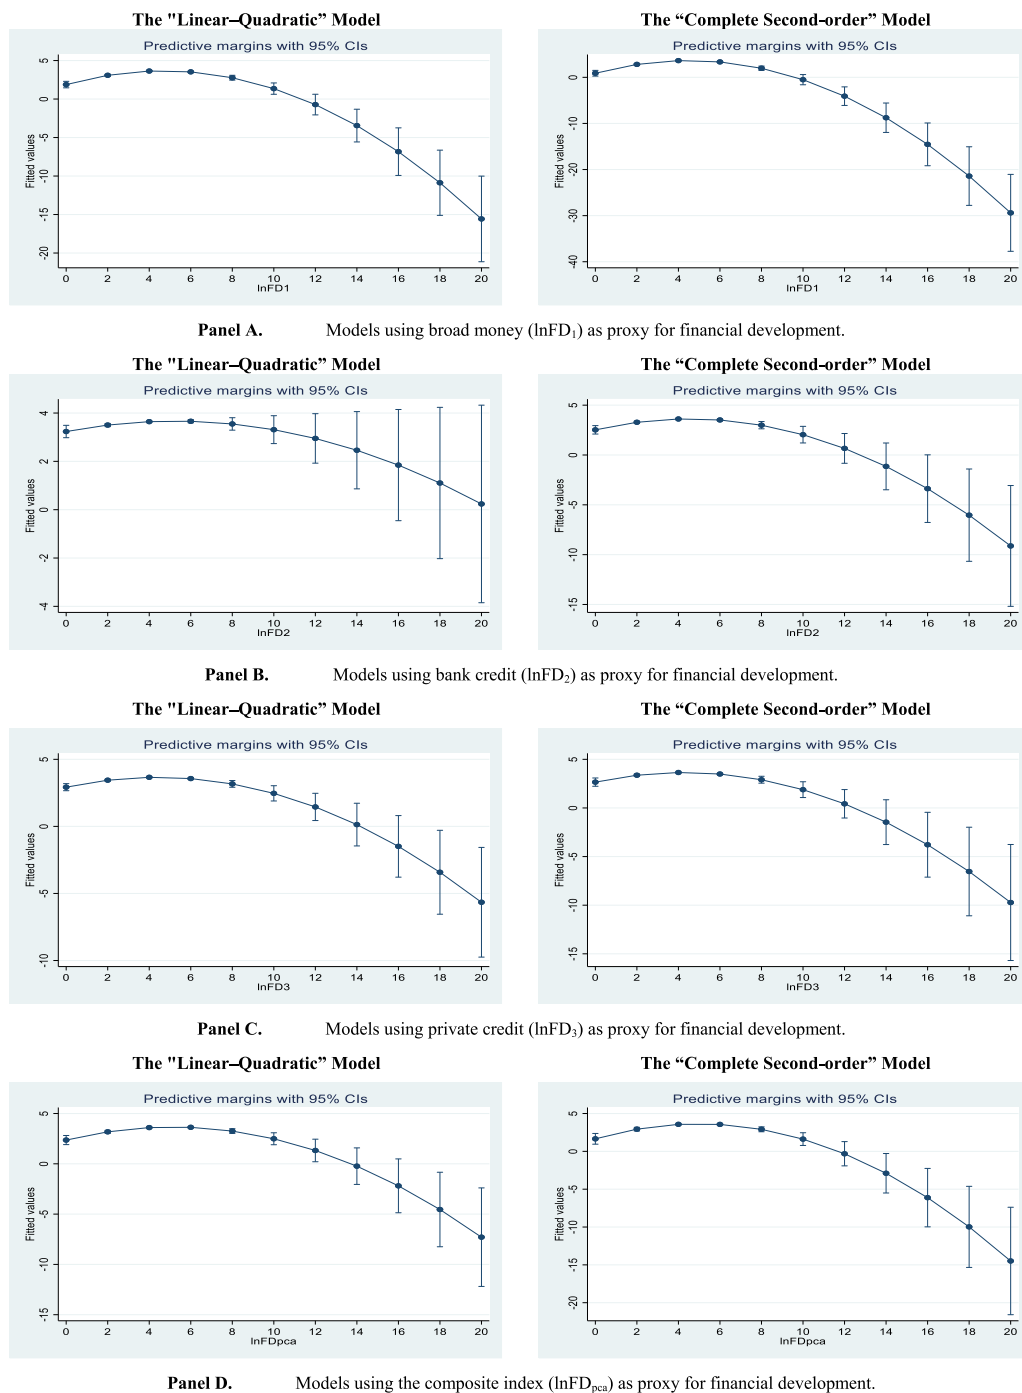 The "Linear–Quadratic” Model
The “Complete Second-order” Model
Predictive margins with 95% CIs
Fitted values
5
0
-5
-10
-15
-20
0 2 4 6 8 10 12 14 16 18 20
lnFD1
Predictive margins with 95% CIs
Fitted values
0
-10
-20
-30
-40
0 2 4 6 8 10 12 14 16 18 20
lnFD1
Panel A. Models using broad money (lnFD1) as proxy for financial development.
The "Linear–Quadratic” Model
The “Complete Second-order” Model
Predictive margins with 95% CIs
Fitted values
4
2
0
-2
-4
0 2 4 6 8 10 12 14 16 18 20
lnFD2
Predictive margins with 95% CIs
Fitted values
5
0
-5
-10
-15
0 2 4 6 8 10 12 14 16 18 20
lnFD2
Panel B. Models using bank credit (lnFD2) as proxy for financial development.
The "Linear–Quadratic” Model
The “Complete Second-order” Model
Predictive margins with 95% CIs
Fitted values
5
0
-5
-10
0 2 4 6 8 10 12 14 16 18 20
lnFD3
Predictive margins with 95% CIs
Fitted values
5
0
-5
-10
-15
0 2 4 6 8 10 12 14 16 18 20
lnFD3
Panel C. Models using private credit (lnFD3) as proxy for financial development.
The "Linear–Quadratic” Model
The “Complete Second-order” Model
Predictive margins with 95% CIs
Fitted values
5
0
-5
-10
-15
0 2 4 6 8 10 12 14 16 18 20
lnFDpca
Predictive margins with 95% CIs
Fitted values
5
0
-5
-10
-15
-20
0 2 4 6 8 10 12 14 16 18 20
lnFDpca
Panel D. Models using the composite index (lnFDpca) as proxy for financial development.